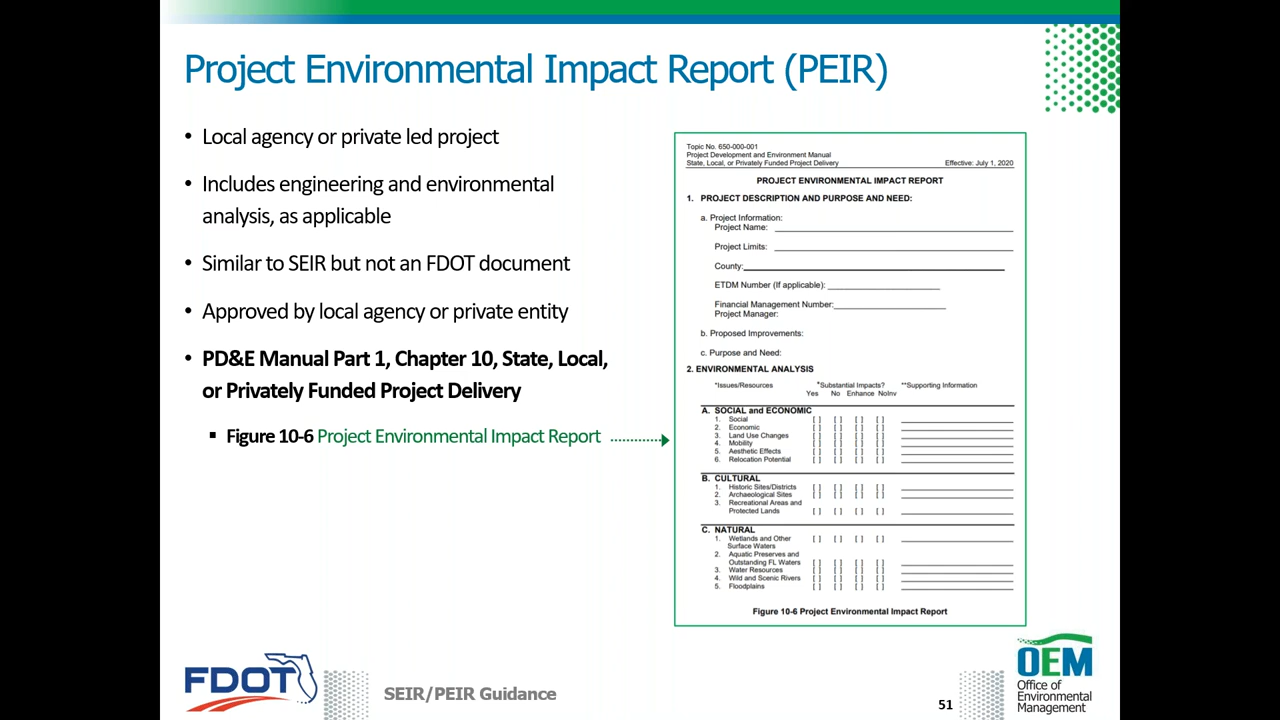 Project Environmental Impact Report (PEIR)
• Local agency or private led project
• Includes engineering and environmental
analysis, as applicable
• Similar to SEIR but not an FDOT document
• Approved by local agency or private entity
• PD&E Manual Part 1, Chapter 10, State, Local,
or Privately Funded Project Delivery
▪ Figure 10-6 Project Environmental Impact Report
Topic No. 650-000-001
Project Development and Environment Manual
State, Local, or Privately Funded Project Delivery Effective: July 1, 2020
PROJECT ENVIRONMENTAL IMPACT REPORT
1. PROJECT DESCRIPTION AND PURPOSE AND NEED:
a. Project Information:
Project Name:
Project Limits:
County:
ETDM Number (If applicable):
Financial Management Number:
Project Manager:
b. Proposed Improvements:
c. Purpose and Need:
2. ENVIRONMENTAL ANALYSIS
*Issues/Resources *Substantial Impacts? **Supporting Information
Yes No Enhance NoInv
A. SOCIAL and ECONOMIC
1. Social [ ] [ ] [ ] [ ]
2. Economic [ ] [ ] [ ] [ ]
3. Land Use Changes [ ] [ ] [ ] [ ]
4. Mobility [ ] [ ] [ ] [ ]
5. Aesthetic Effects [ ] [ ] [ ] [ ]
6. Relocation Potential [ ] [ ] [ ] [ ]
B. CULTURAL
1. Historic Sites/Districts [ ] [ ] [ ] [ ]
2. Archaeological Sites [ ] [ ] [ ] [ ]
3. Recreational Areas and
Protected Lands [ ] [ ] [ ] [ ]
C. NATURAL
1. Wetlands and Other [ ] [ ] [ ] [ ]
Surface Waters
2. Aquatic Preserves and
Outstanding FL Waters [ ] [ ] [ ] [ ]
3. Water Resources [ ] [ ] [ ] [ ]
4. Wild and Scenic Rivers [ ] [ ] [ ] [ ]
5. Floodplains [ ] [ ] [ ] [ ]
Figure 10-6 Project Environmental Impact Report
FDOT
SEIR/PEIR Guidance
51
OEM
Office of
Environmental
Management